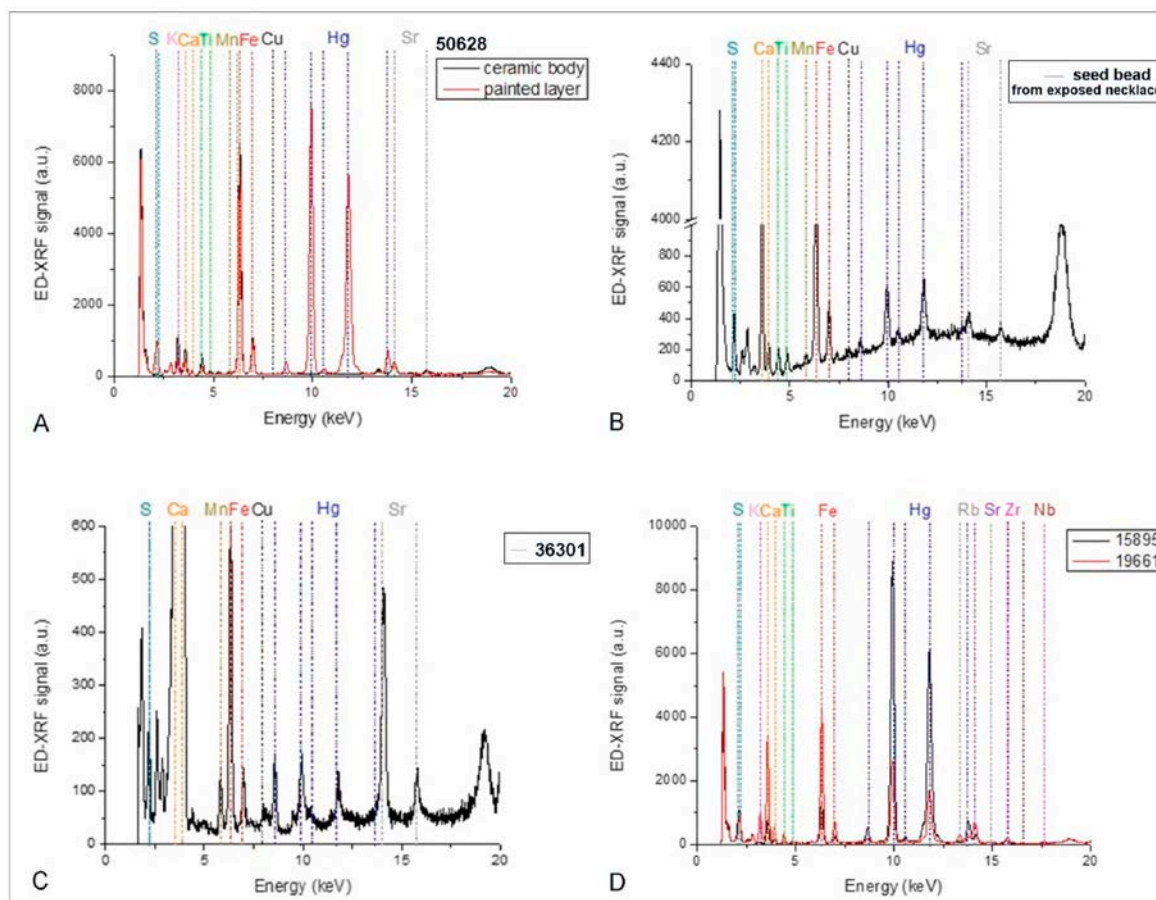 S K Ca Ti Mn Fe Cu Hg Sr
50628
ceramic body
painted layer
8000
6000
4000
2000
0
ED-XRF signal (a.u.)
0 5 10 15 20
Energy (keV)
A
S Ca Ti Mn Fe Cu Hg Sr
seed bead
from exposed necklace
4400
4200
4000
800
600
400
200
0
ED-XRF signal (a.u.)
0 5 10 15 20
Energy (keV)
B
S Ca Mn Fe Cu Hg Sr
36301
600
500
400
300
200
100
0
ED-XRF signal (a.u.)
0 5 10 15 20
Energy (keV)
C
S K Ca Ti Fe Hg Rb Sr Zr Nb
15895
19661
10000
8000
6000
4000
2000
0
ED-XRF signal (a.u.)
0 5 10 15 20
Energy (keV)
D